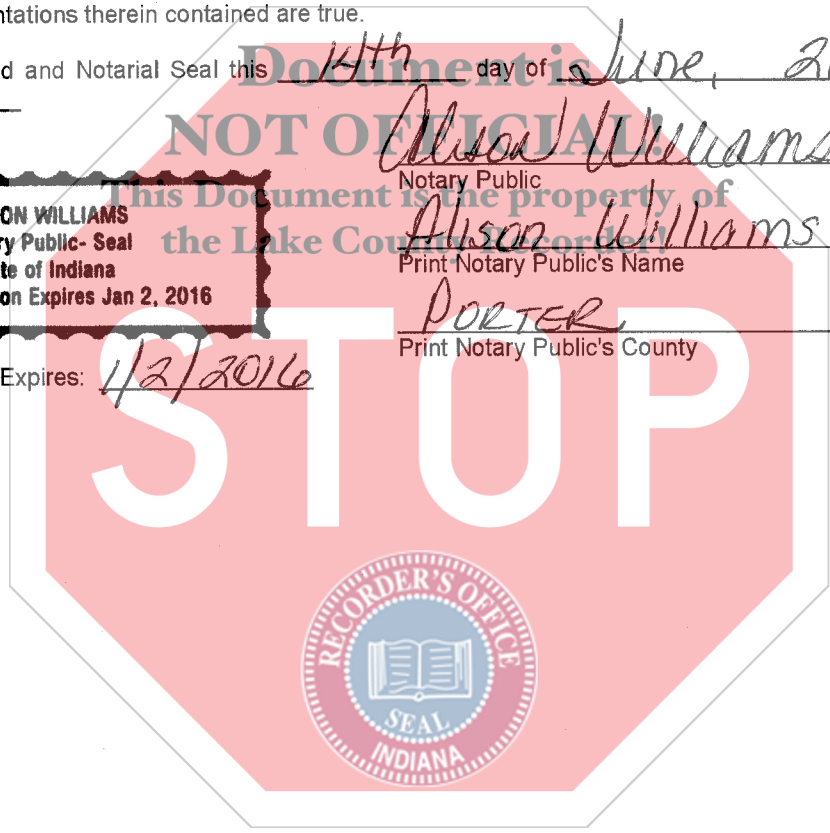 ntations therein contained are true.
d and Notarial Seal this 14th day of June, 2
Document is
NOT OFFICIAL!
This Document is the property of
the Lake County Recorder!
Alison Williams
Notary Public
ON WILLIAMS
ry Public- Seal
te of Indiana
on Expires Jan 2, 2016
Alison Williams
Print Notary Public's Name
PORTER
Print Notary Public's County
Expires: 1/2/2016
STOP
RECORDER'S OFFICE
SEAL
INDIANA